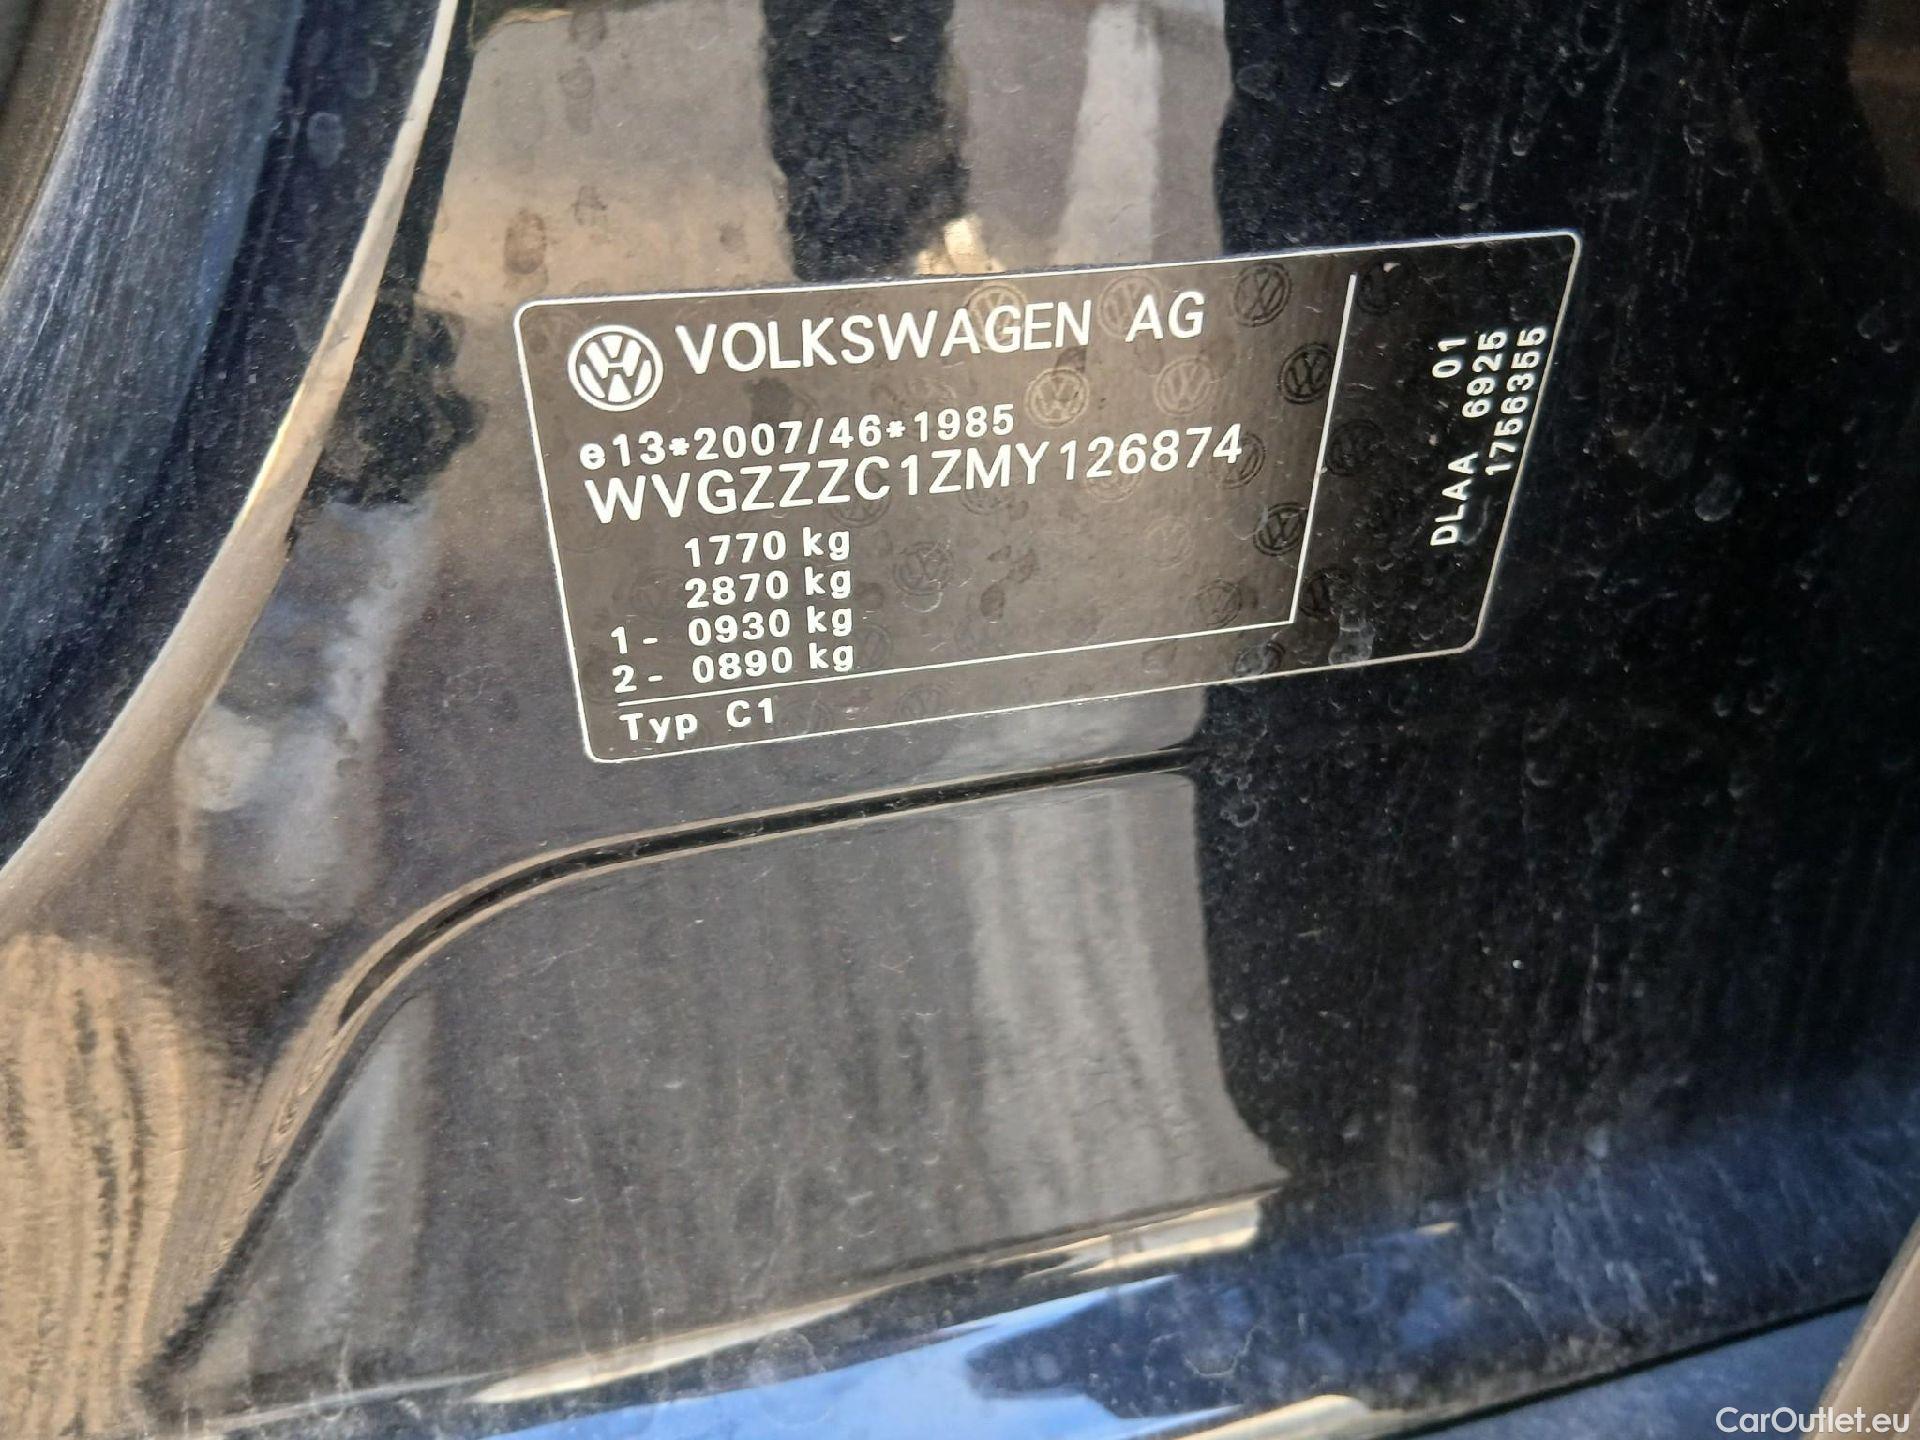 VOLKSWAGEN AG
e13*2007/46*1985
WVGZZZC1ZMY126874
1770 kg
2870 kg
1- 0930 kg
2- 0890 kg
Typ C1
01
DLAA 6925
1756355
CarOutlet.eu